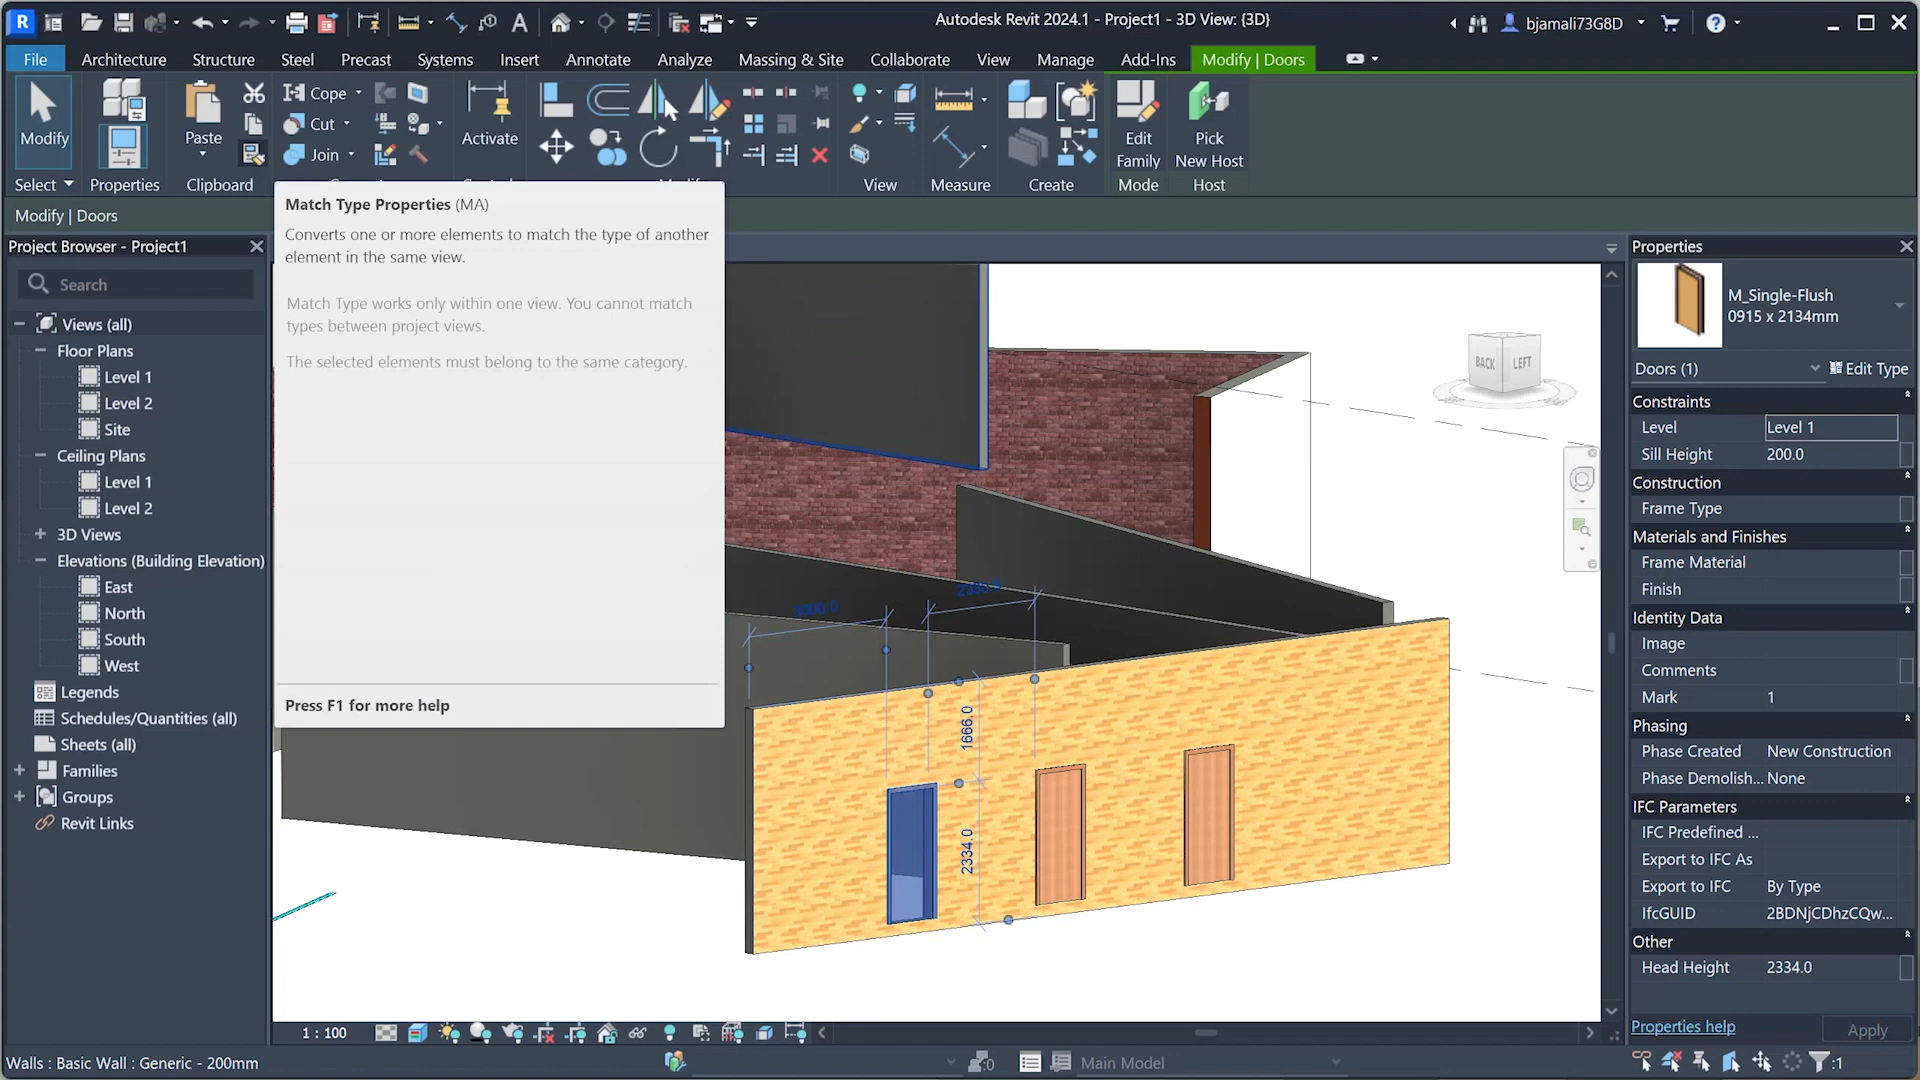 Autodesk Revit 2024.1 - Project1 - 3D View: {3D}
bjamali73G8D
File
Architecture
Structure
Steel
Precast
Systems
Insert
Annotate
Analyze
Massing & Site
Collaborate
View
Manage
Add-Ins
Modify | Doors
Modify
Paste
Cope
Cut
Join
Activate
Edit
Family
Pick
New Host
Select
Properties
Clipboard
View
Measure
Create
Mode
Host
Modify | Doors
Match Type Properties (MA)
Converts one or more elements to match the type of another
element in the same view.
Match Type works only within one view. You cannot match
types between project views.
The selected elements must belong to the same category.
Press F1 for more help
Project Browser - Project1
Search
Views (all)
Floor Plans
Level 1
Level 2
Site
Ceiling Plans
Level 1
Level 2
3D Views
Elevations (Building Elevation)
East
North
South
West
Legends
Schedules/Quantities (all)
Sheets (all)
Families
Groups
Revit Links
BACK
LEFT
3000.0
1666.0
2334.0
1 : 100
Properties
M_Single-Flush
0915 x 2134mm
Doors (1)
Edit Type
Constraints
Level Level 1
Sill Height 200.0
Construction
Frame Type
Materials and Finishes
Frame Material
Finish
Identity Data
Image
Comments
Mark 1
Phasing
Phase Created New Construction
Phase Demolish... None
IFC Parameters
IFC Predefined ...
Export to IFC As
Export to IFC By Type
IfcGUID 2BDNjCDhzCQw...
Other
Head Height 2334.0
Properties help
Apply
Walls : Basic Wall : Generic - 200mm
:0
Main Model
:1